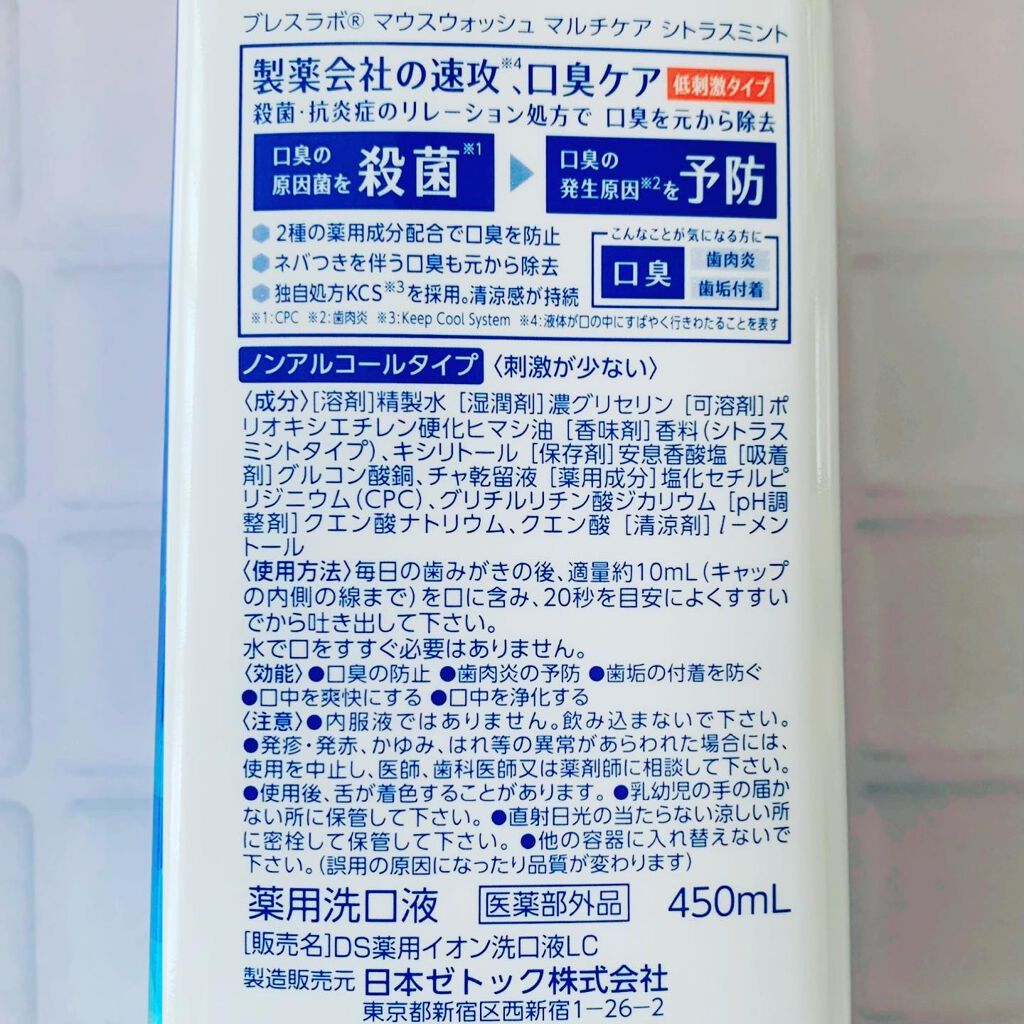 ブレスラボ® マウスウォッシュ マルチケア シトラスミント
製薬会社の速攻※4、口臭ケア 低刺激タイプ
殺菌・抗炎症のリレーション処方で 口臭を元から除去
口臭の
原因菌を 殺菌※1
口臭の
発生原因※2を 予防
2種の薬用成分配合で口臭を防止
ネバつきを伴う口臭も元から除去
独自処方KCS※3を採用。清涼感が持続
こんなことが気になる方に
口臭
歯肉炎
歯垢付着
※1:CPC ※2:歯肉炎 ※3:Keep Cool System ※4:液体が口の中にすばやく行きわたることを表す
ノンアルコールタイプ 〈刺激が少ない〉
〈成分〉[溶剤]精製水 [湿潤剤]濃グリセリン [可溶剤]ポ
リオキシエチレン硬化ヒマシ油 [香味剤]香料(シトラス
ミントタイプ)、キシリトール [保存剤]安息香酸塩 [吸着
剤]グルコン酸銅、チャ乾留液 [薬用成分]塩化セチルピ
リジニウム(CPC)、グリチルリチン酸ジカリウム [pH調
整剤]クエン酸ナトリウム、クエン酸 [清涼剤] l-メン
トール
〈使用方法〉毎日の歯みがきの後、適量約10mL(キャップ
の内側の線まで)を口に含み、20秒を目安によくすすい
でから吐き出して下さい。
水で口をすすぐ必要はありません。
〈効能〉●口臭の防止 ●歯肉炎の予防 ●歯垢の付着を防ぐ
●口中を爽快にする ●口中を浄化する
〈注意〉●内服液ではありません。飲み込まないで下さい。
●発疹・発赤、かゆみ、はれ等の異常があらわれた場合には、
使用を中止し、医師、歯科医師又は薬剤師に相談して下さい。
●使用後、舌が着色することがあります。●乳幼児の手の届か
ない所に保管して下さい。●直射日光の当たらない涼しい所
に密栓して保管して下さい。●他の容器に入れ替えないで
下さい。(誤用の原因になったり品質が変わります)
薬用洗口液 医薬部外品 450mL
[販売名]DS薬用イオン洗口液LC
製造販売元 日本ゼトック株式会社
東京都新宿区西新宿1-26-2